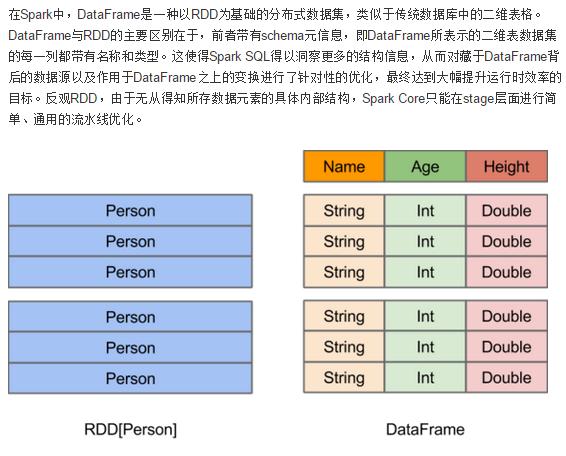 在Spark中，DataFrame是一种以RDD为基础的分布式数据集，类似于传统数据库中的二维表格。
DataFrame与RDD的主要区别在于，前者带有schema元信息，即DataFrame所表示的二维表数据集
的每一列都带有名称和类型。这使得Spark SQL得以洞察更多的结构信息，从而对藏于DataFrame背
后的数据源以及作用于DataFrame之上的变换进行了针对性的优化，最终达到大幅提升运行时效率的
目标。反观RDD，由于无从得知所存数据元素的具体内部结构，Spark Core只能在stage层面进行简
单、通用的流水线优化。
Name Age Height
Person String Int Double
Person String Int Double
Person String Int Double
Person String Int Double
Person String Int Double
Person String Int Double
RDD[Person] DataFrame